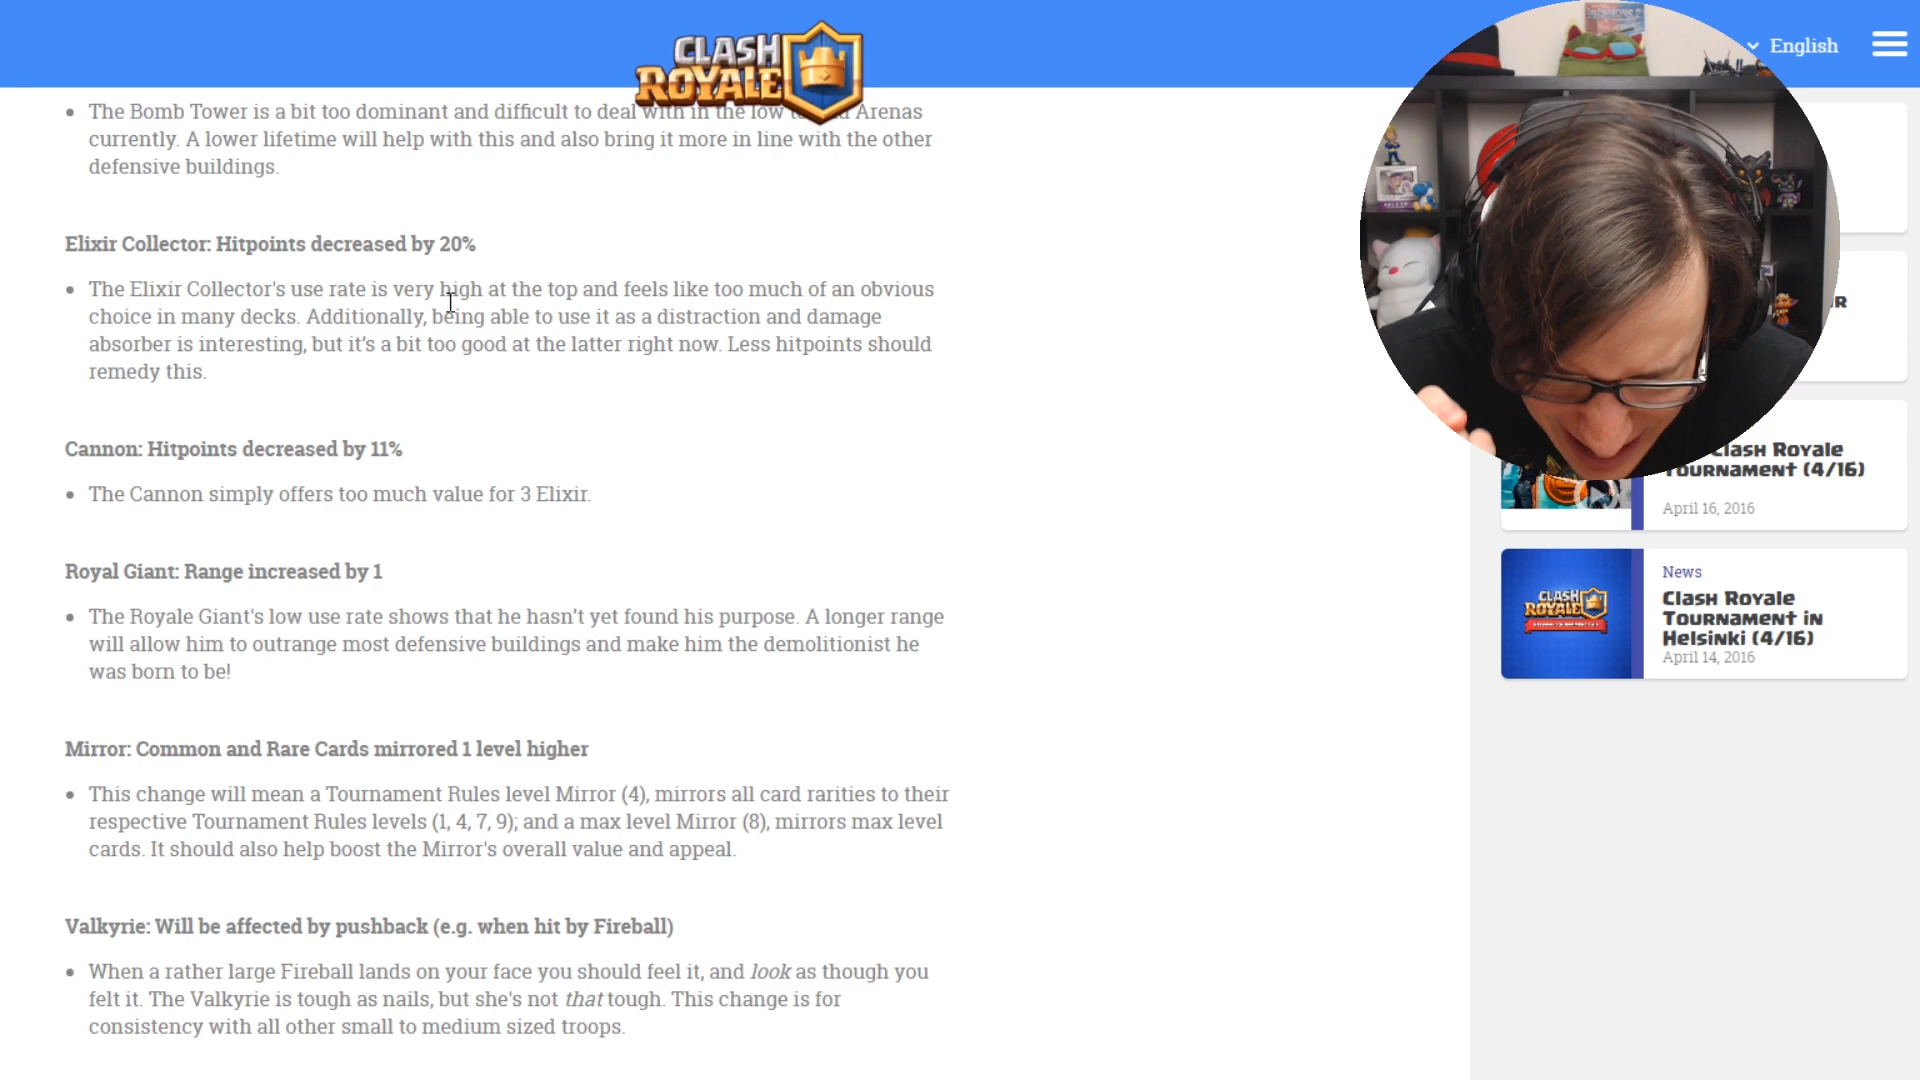 CLASH
ROYALE
English
The Bomb Tower is a bit too dominant and difficult to deal with in the low Arenas
currently. A lower lifetime will help with this and also bring it more in line with the other
defensive buildings.
Elixir Collector: Hitpoints decreased by 20%
The Elixir Collector's use rate is very high at the top and feels like too much of an obvious
choice in many decks. Additionally, being able to use it as a distraction and damage
absorber is interesting, but it's a bit too good at the latter right now. Less hitpoints should
remedy this.
Cannon: Hitpoints decreased by 11%
The Cannon simply offers too much value for 3 Elixir.
Royal Giant: Range increased by 1
The Royale Giant's low use rate shows that he hasn't yet found his purpose. A longer range
will allow him to outrange most defensive buildings and make him the demolitionist he
was born to be!
Mirror: Common and Rare Cards mirrored 1 level higher
This change will mean a Tournament Rules level Mirror (4), mirrors all card rarities to their
respective Tournament Rules levels (1, 4, 7, 9); and a max level Mirror (8), mirrors max level
cards. It should also help boost the Mirror's overall value and appeal.
Valkyrie: Will be affected by pushback (e.g. when hit by Fireball)
When a rather large Fireball lands on your face you should feel it, and look as though you
felt it. The Valkyrie is tough as nails, but she's not that tough. This change is for
consistency with all other small to medium sized troops.
Clash Royale
Tournament (4/16)
April 16, 2016
CLASH
ROYALE
News
Clash Royale
Tournament in
Helsinki (4/16)
April 14, 2016